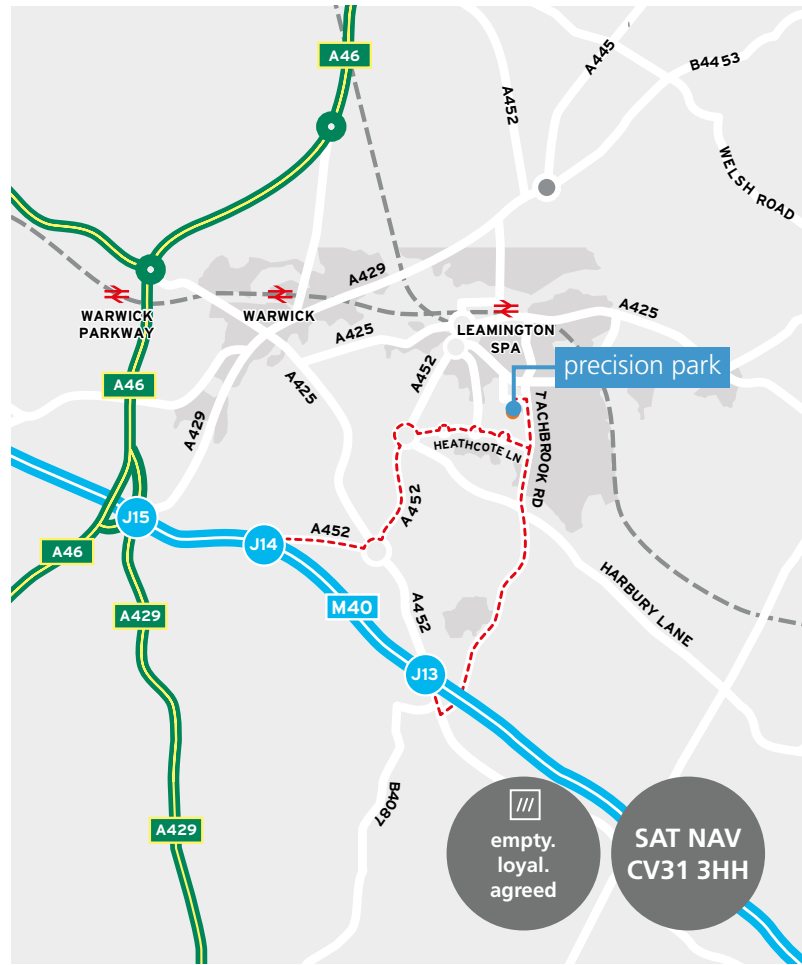 A46
A445
B4453
A452
WELSH ROAD
A429
WARWICK
PARKWAY
WARWICK
A425
LEAMINGTON
SPA
A425
precision park
A46
A425
A452
A429
TACHBROOK RD
HEATHCOTE LN
A452
J15
A452
J14
A46
M40
A452
HARBURY LANE
A429
J13
B4087
A429
empty.
loyal.
agreed
SAT NAV
CV31 3HH